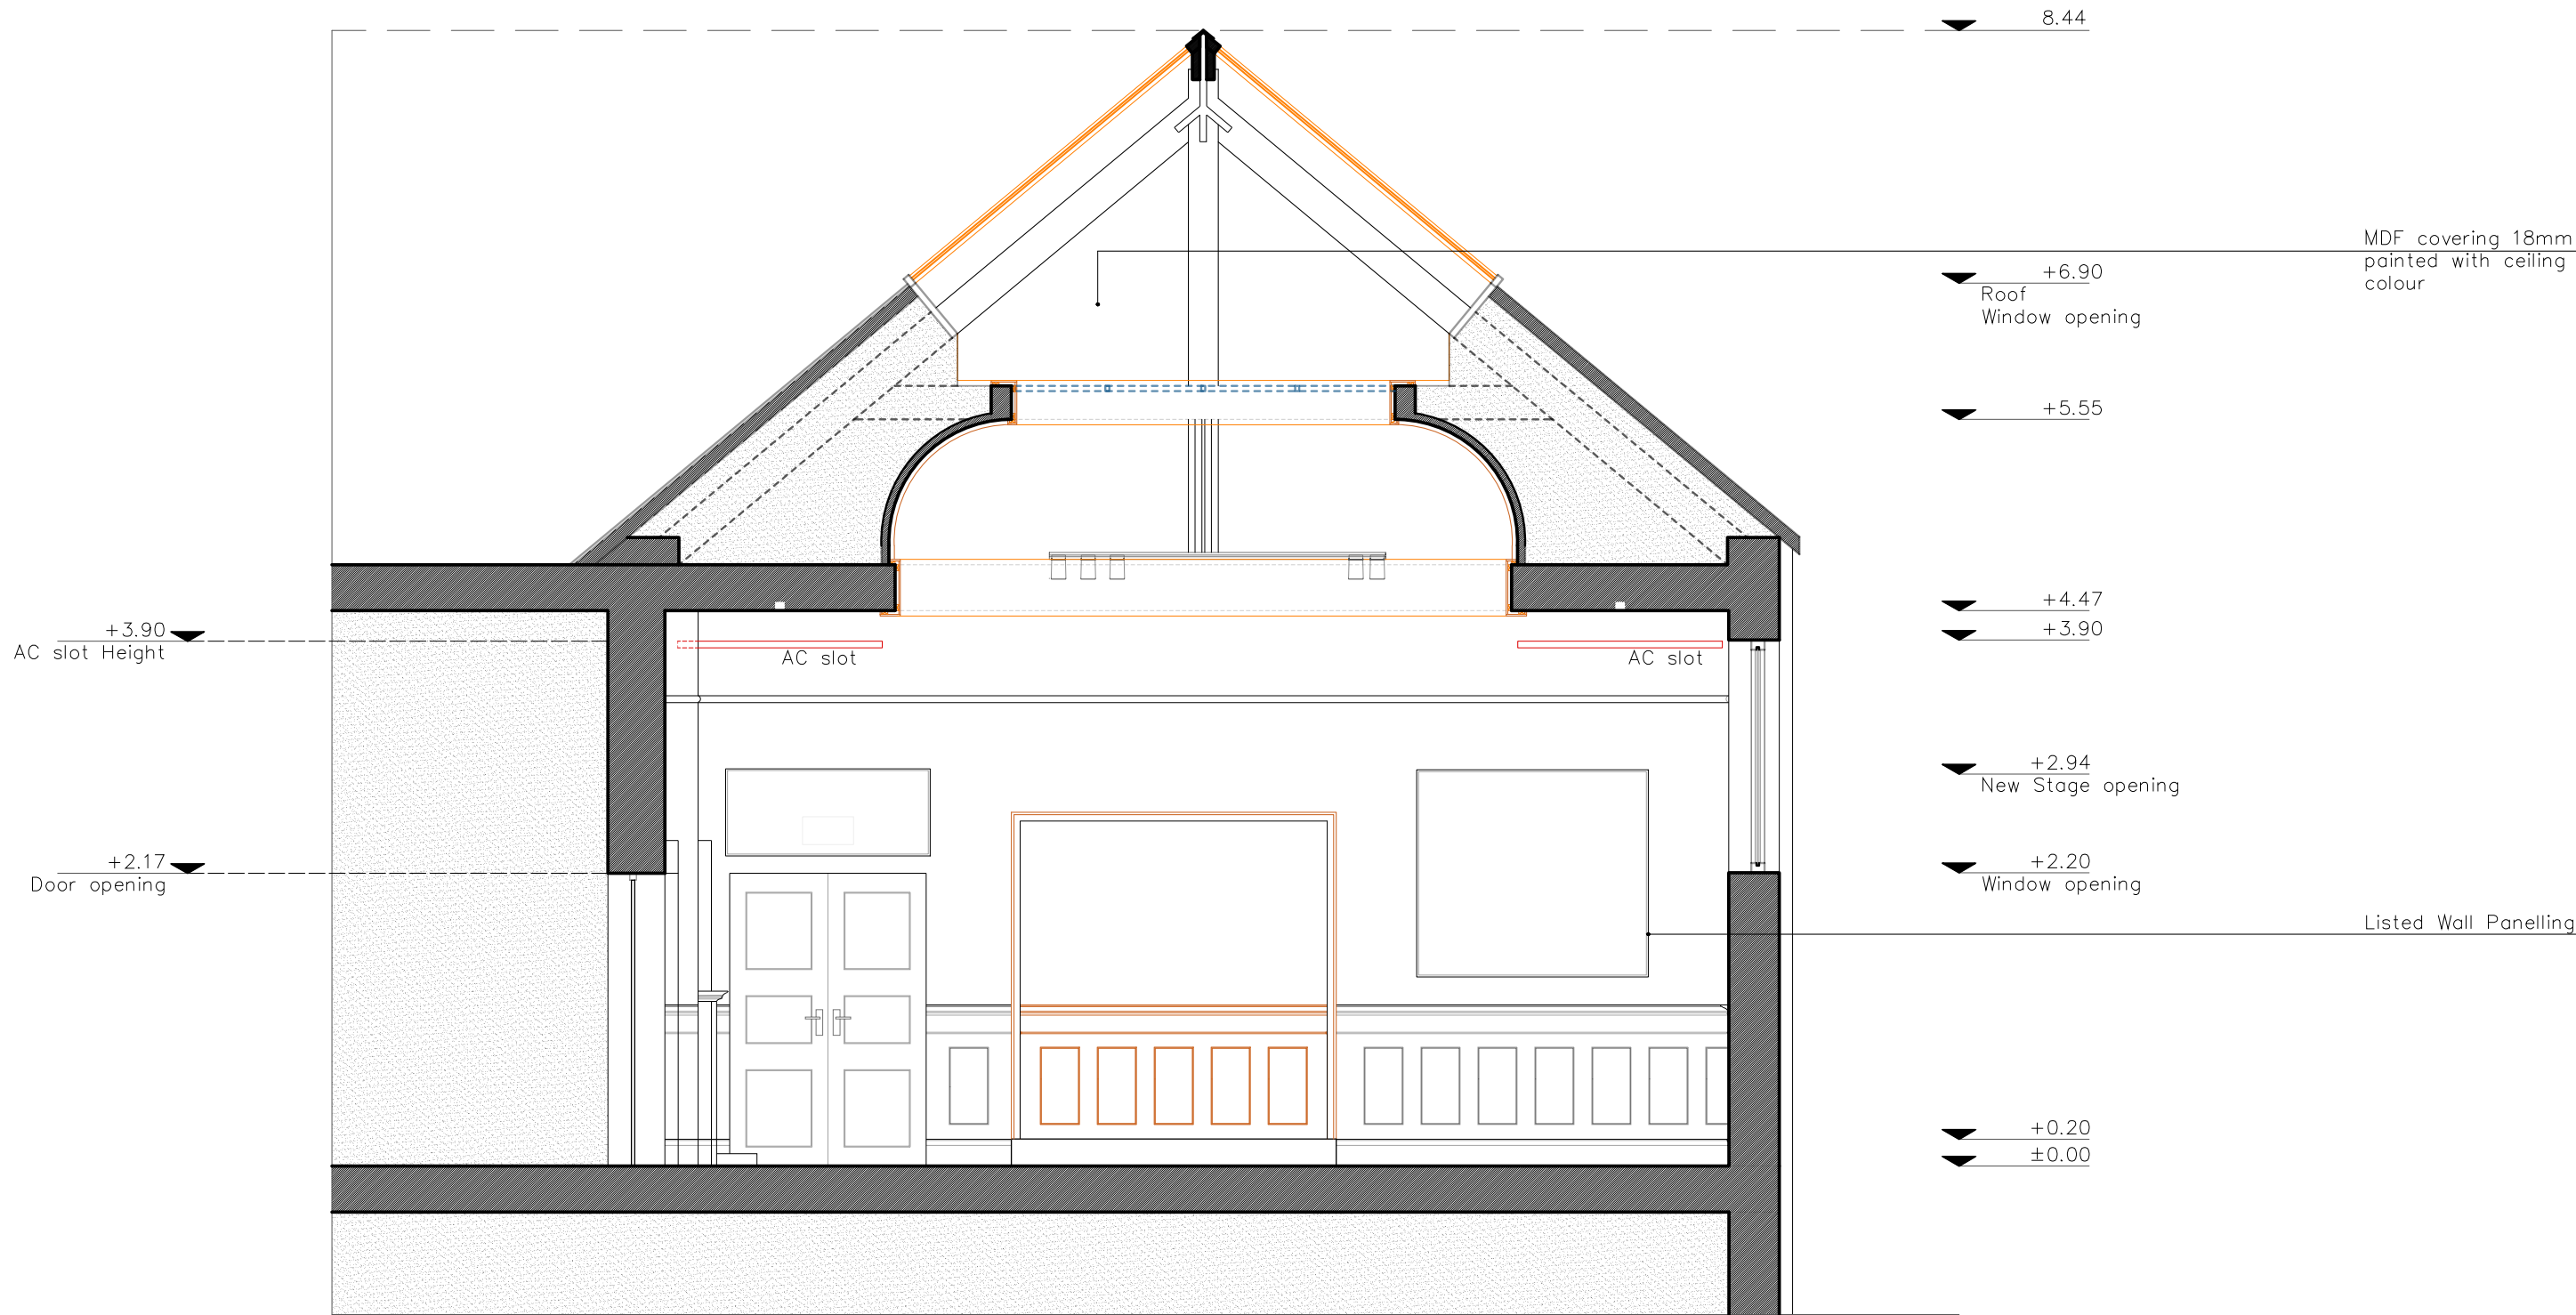 8.44
MDF covering 18mm
painted with ceiling
colour
+6.90
Roof
Window opening
+5.55
+4.47
+3.90
+3.90
AC slot Height
AC slot
AC slot
+2.94
New Stage opening
+2.17
Door opening
+2.20
Window opening
Listed Wall Panelling
+0.20
±0.00